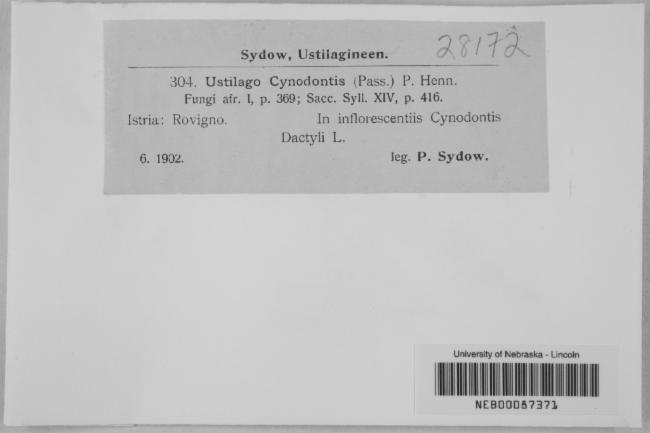 Sydow, Ustilagineen.
28172
304. Ustilago Cynodontis (Pass.) P. Henn.
Fungi afr. I, p. 369; Sacc. Syll. XIV, p. 416.
Istria: Rovigno. In inflorescentiis Cynodontis
Dactyli L.
6. 1902. leg. P. Sydow.
University of Nebraska - Lincoln
NEB00087371